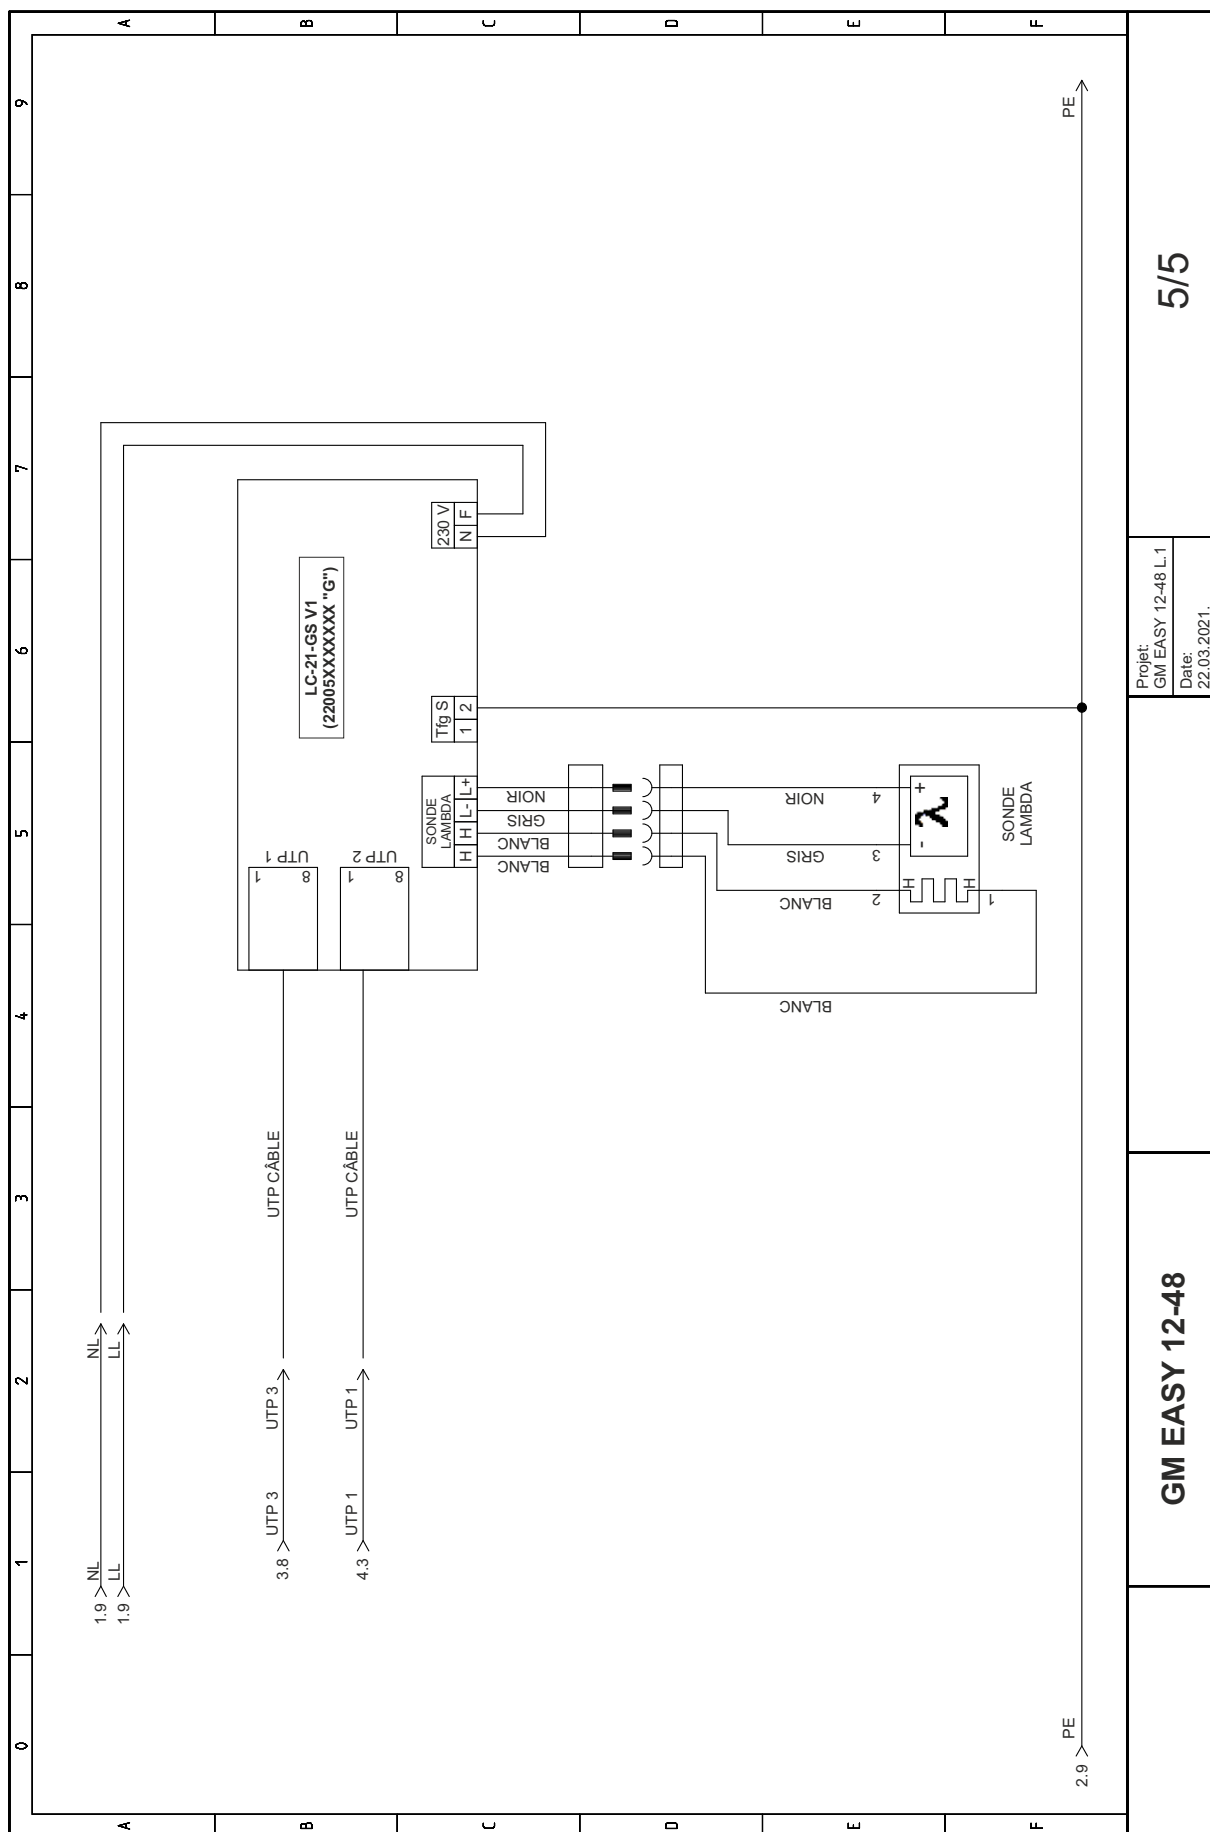 0 1 2 3 4 5 6 7 8 9
A
B
C
D
E
F
A
B
C
D
E
F
1.9 NL NL
1.9 LL LL
3.8 UTP 3 UTP 3 UTP CÂBLE
4.3 UTP 1 UTP 1 UTP CÂBLE
1 8 UTP 1
1 8 UTP 2
LC-21-GS V1
(22005XXXXXXX "G")
SONDE
LAMBDA
H H L- L+
Tfg S
1 2
230 V
N F
BLANC
BLANC
GRIS
NOIR
BLANC
BLANC 2
GRIS 3
NOIR 4
H
H
1
- λ +
SONDE
LAMBDA
2.9 PE PE
GM EASY 12-48
Projet:
GM EASY 12-48 L.1
Date:
22.03.2021.
5/5